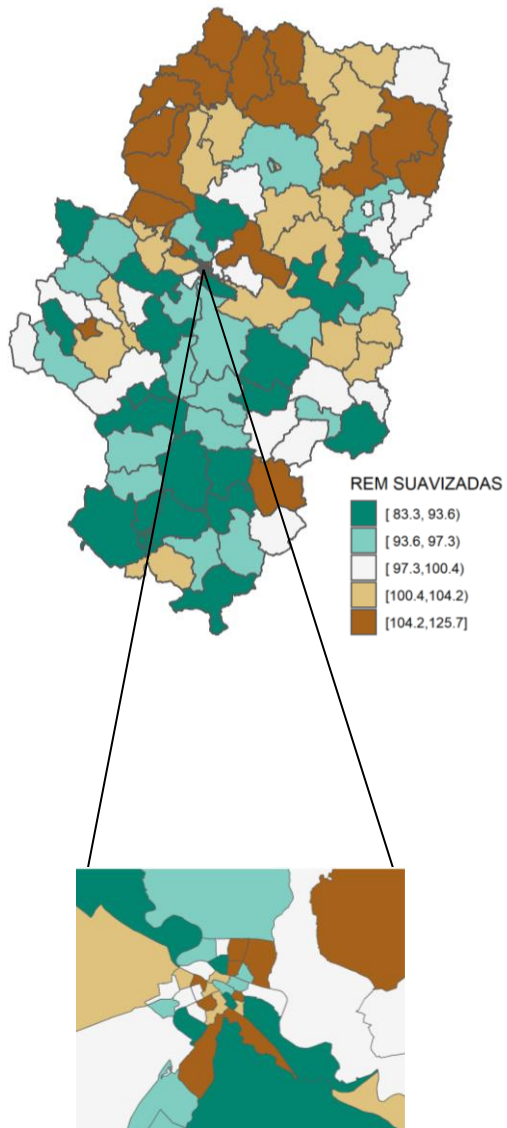 REM SUAVIZADAS
[ 83.3, 93.6)
[ 93.6, 97.3)
[ 97.3,100.4)
[100.4,104.2)
[104.2,125.7]